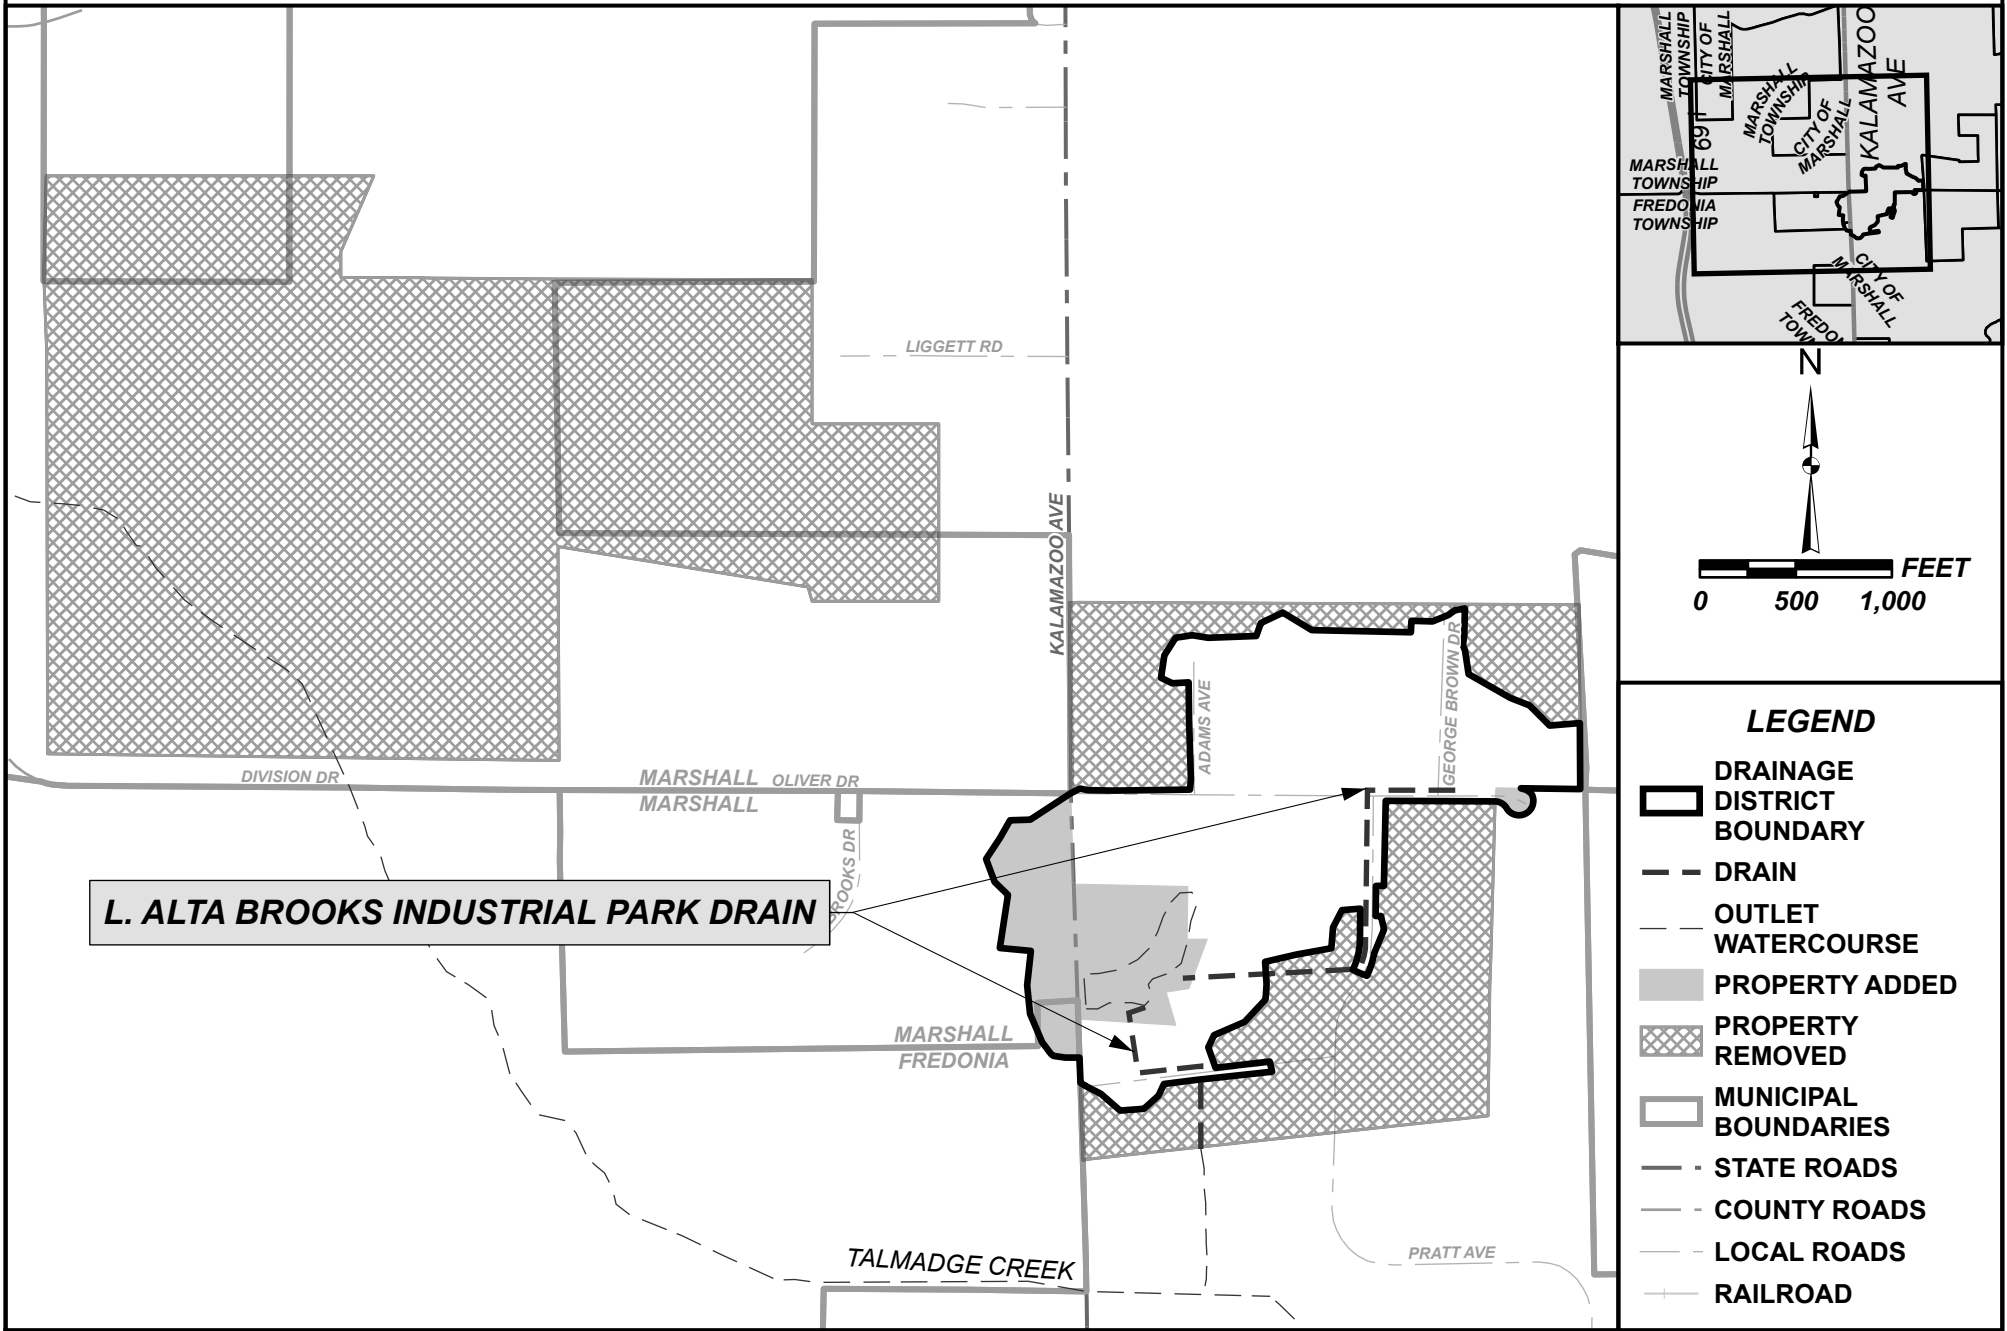 LIGGETT RD
KALAMAZOO AVE
ADAMS AVE
GEORGE BROWN DR
DIVISION DR
MARSHALL
OLIVER DR
MARSHALL
BROOKS DR
L. ALTA BROOKS INDUSTRIAL PARK DRAIN
MARSHALL
FREDONIA
TALMADGE CREEK
PRATT AVE
MARSHALL
TOWNSHIP
CITY OF
MARSHALL
MARSHALL
TOWNSHIP
CITY OF
MARSHALL
KALAMAZOO
AVE
I 69
MARSHALL
TOWNSHIP
FREDONIA
TOWNSHIP
CITY OF
MARSHALL
N
FEET
0 500 1,000
LEGEND
DRAINAGE
DISTRICT
BOUNDARY
DRAIN
OUTLET
WATERCOURSE
PROPERTY ADDED
PROPERTY
REMOVED
MUNICIPAL
BOUNDARIES
STATE ROADS
COUNTY ROADS
LOCAL ROADS
RAILROAD